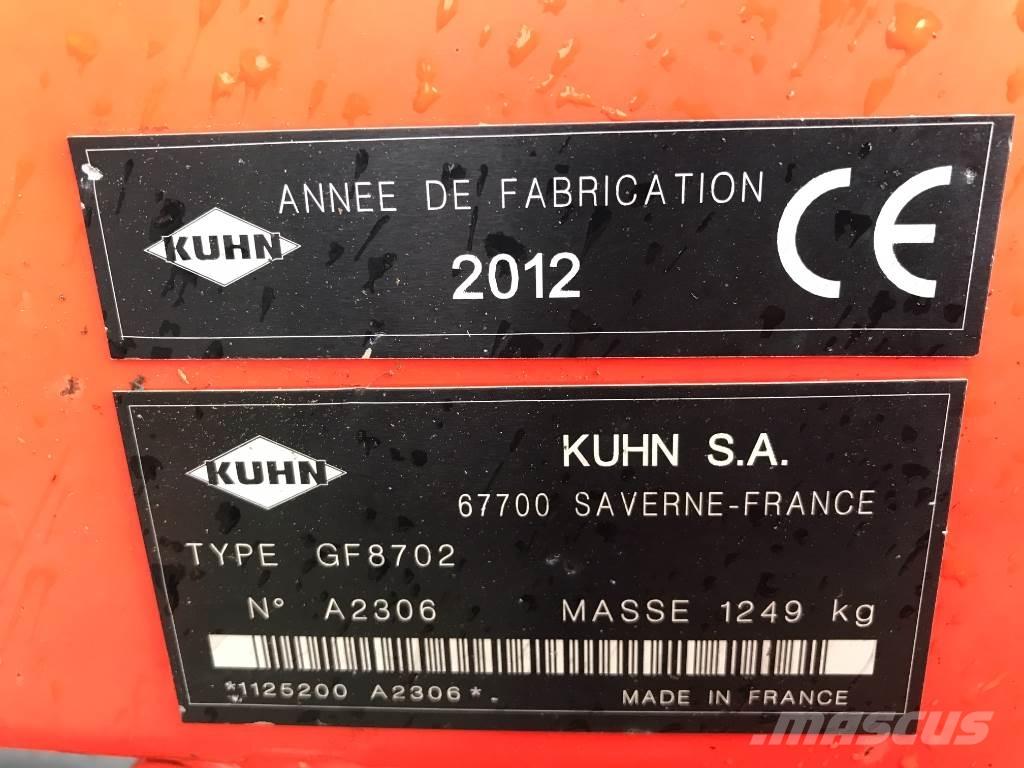 ANNEE DE FABRICATION
KUHN
2012
CE
KUHN
KUHN S.A.
67700 SAVERNE-FRANCE
TYPE GF8702
N° A2306 MASSE 1249 kg
*1125200 A2306*
MADE IN FRANCE
mascus